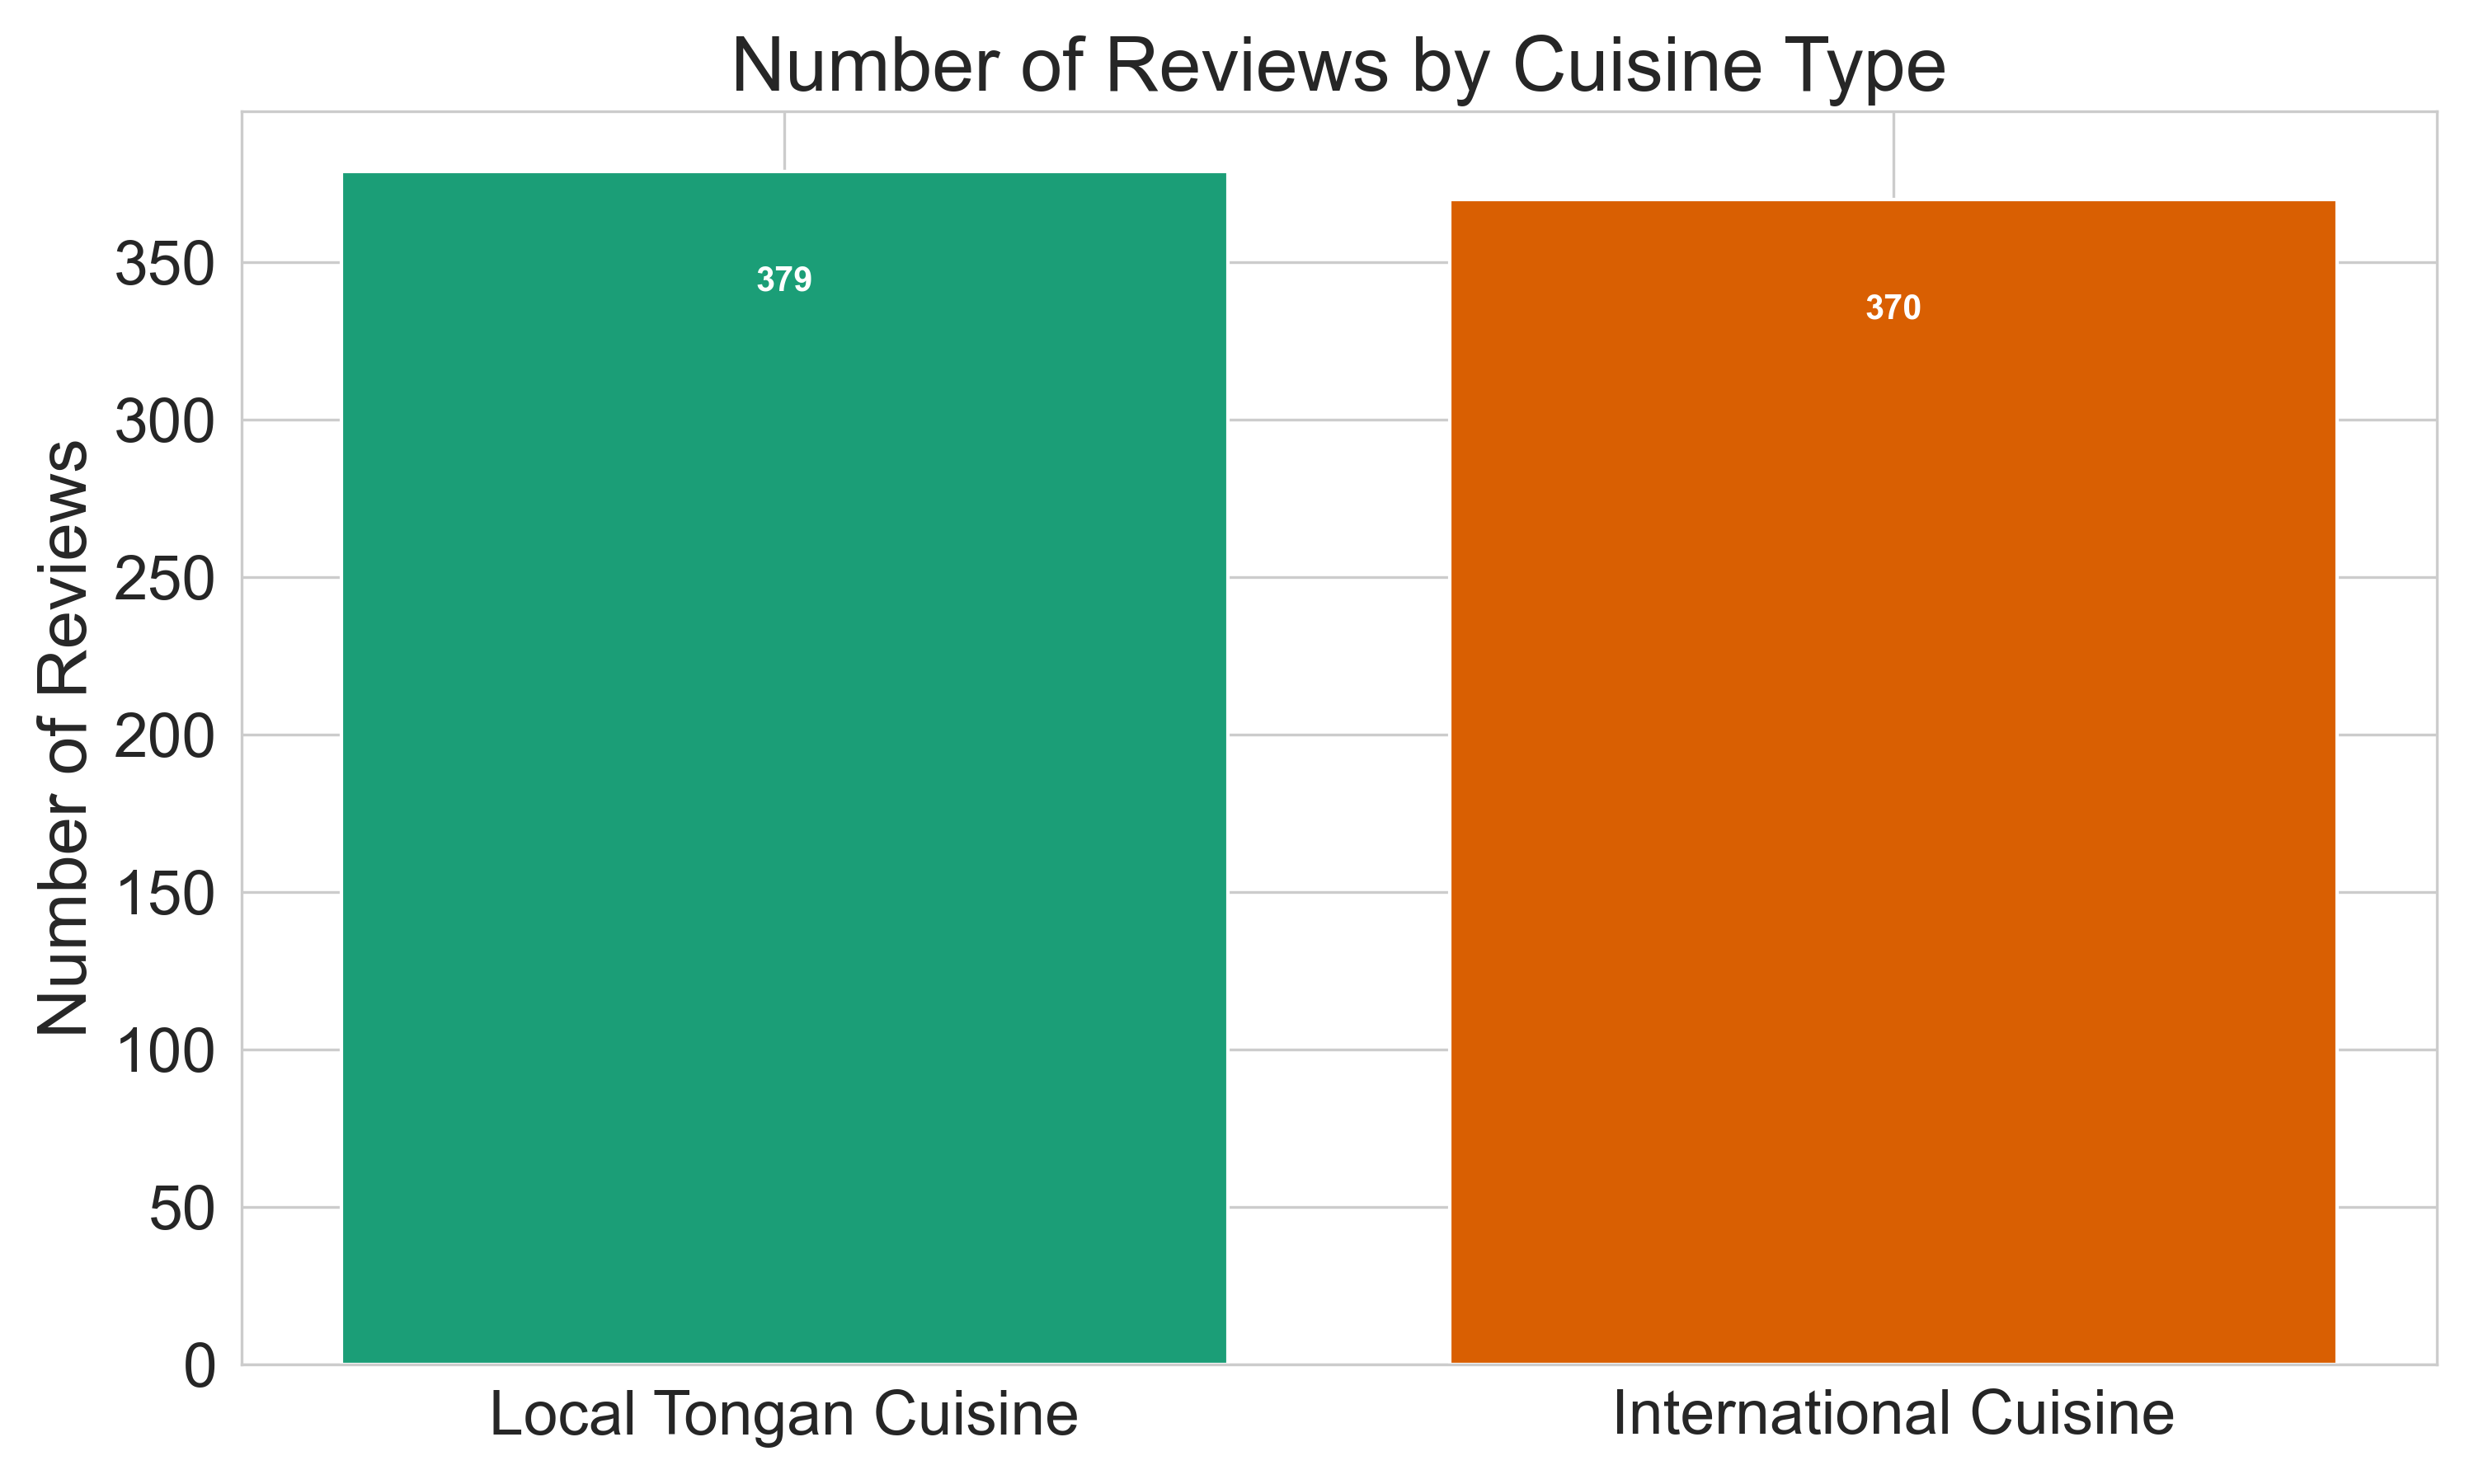 Number of Reviews by Cuisine Type
Number of Reviews
350
300
250
200
150
100
50
0
379
370
Local Tongan Cuisine
International Cuisine